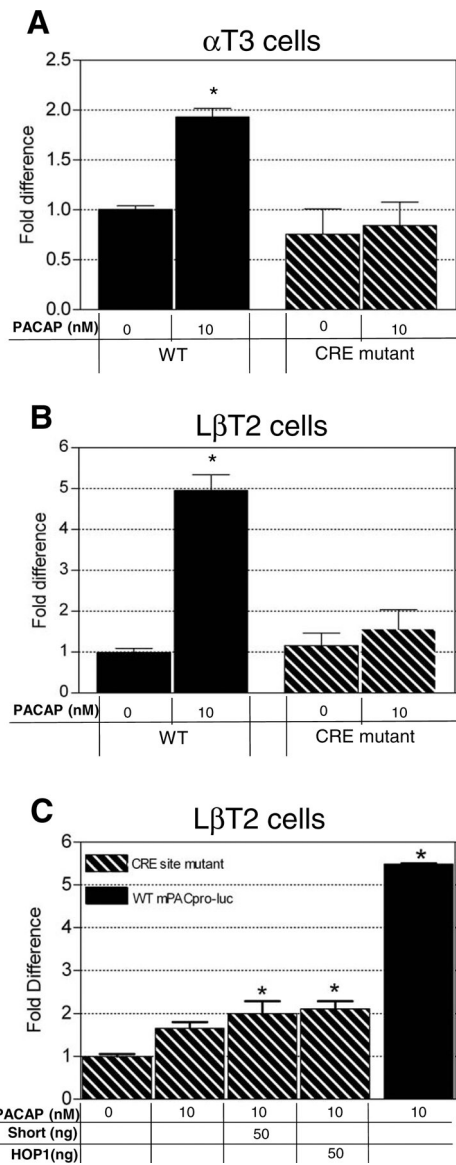 A
αT3 cells
Fold difference
2.5
2.0
*
1.5
1.0
0.5
0.0
PACAP (nM) 0 10 0 10
WT CRE mutant
B
LβT2 cells
Fold difference
6
*
5
4
3
2
1
0
PACAP (nM) 0 10 0 10
WT CRE mutant
C
LβT2 cells
Fold Difference
6
*
CRE site mutant
5
WT mPACpro-luc
4
3
* *
2
1
0
PACAP (nM) 0 10 10 10 10
Short (ng) 50
HOP1(ng) 50